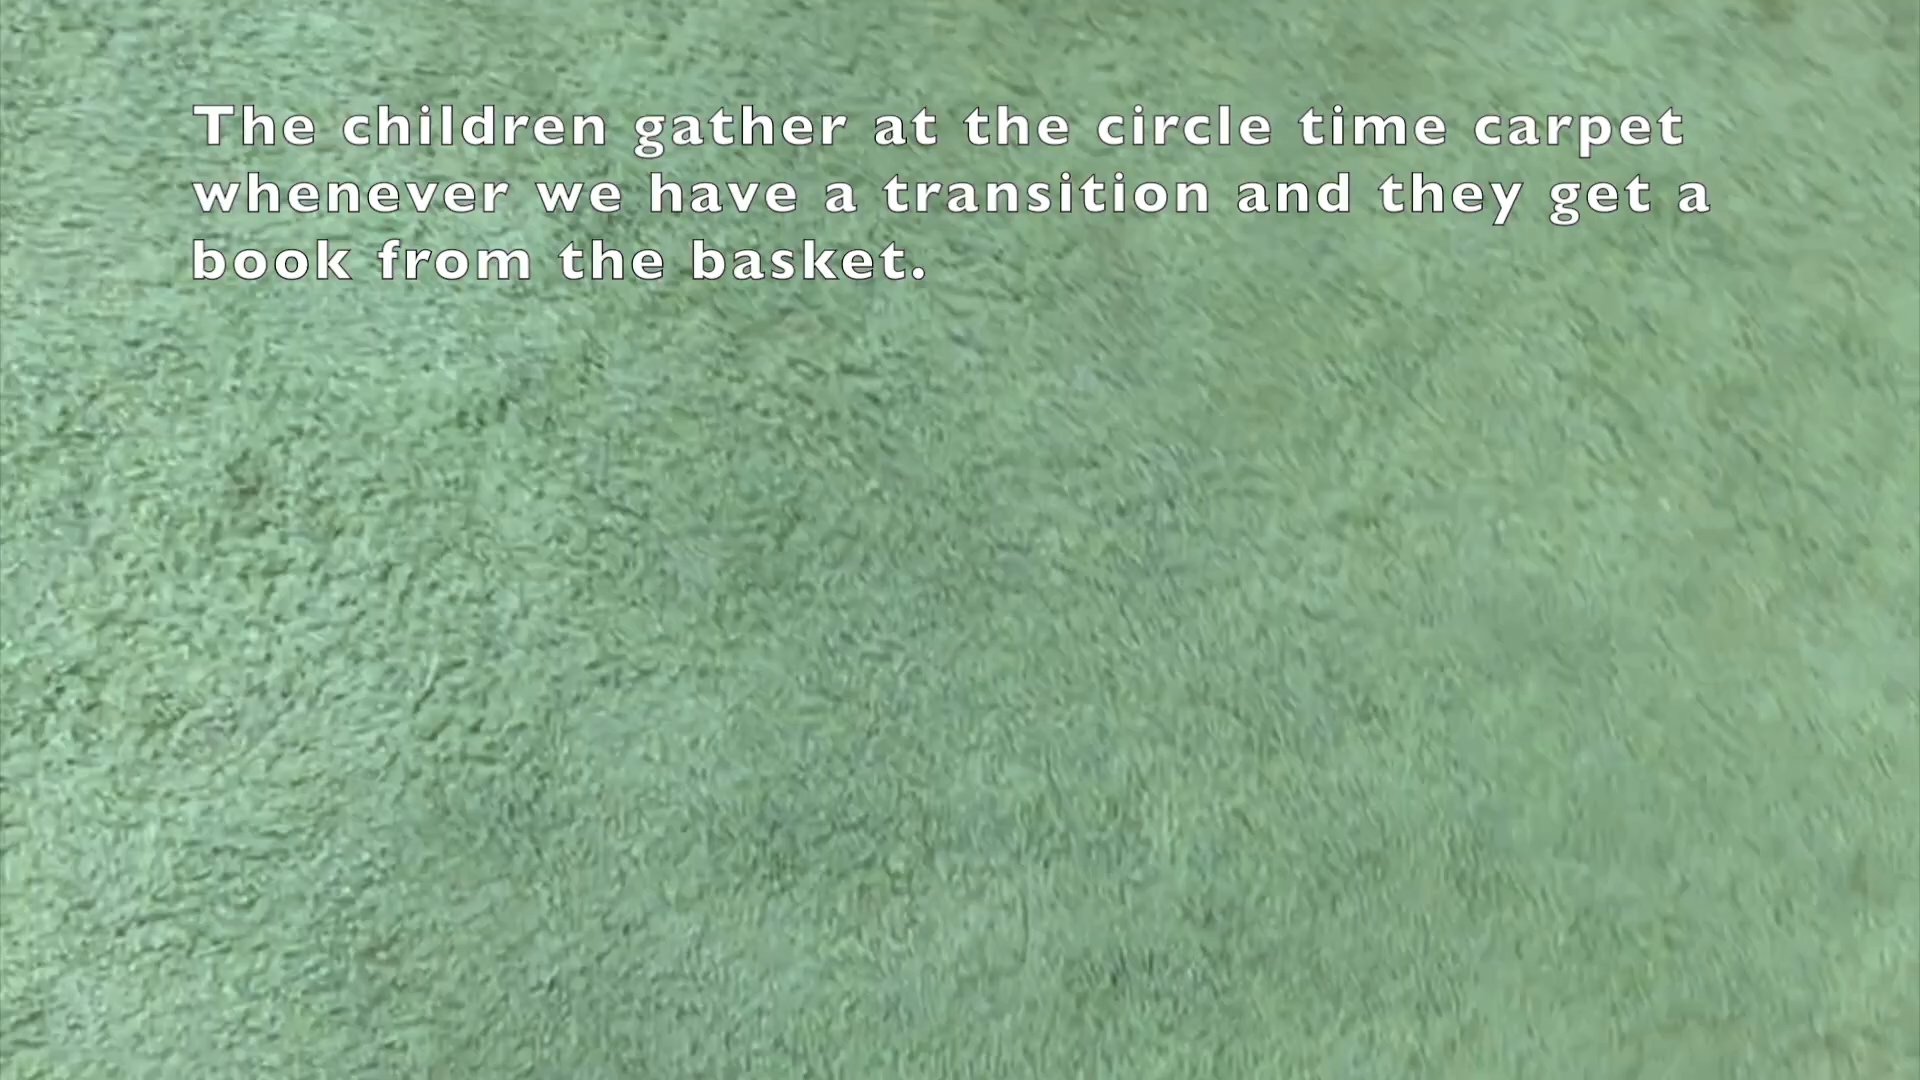 The children gather at the circle time carpet
whenever we have a transition and they get a
book from the basket.